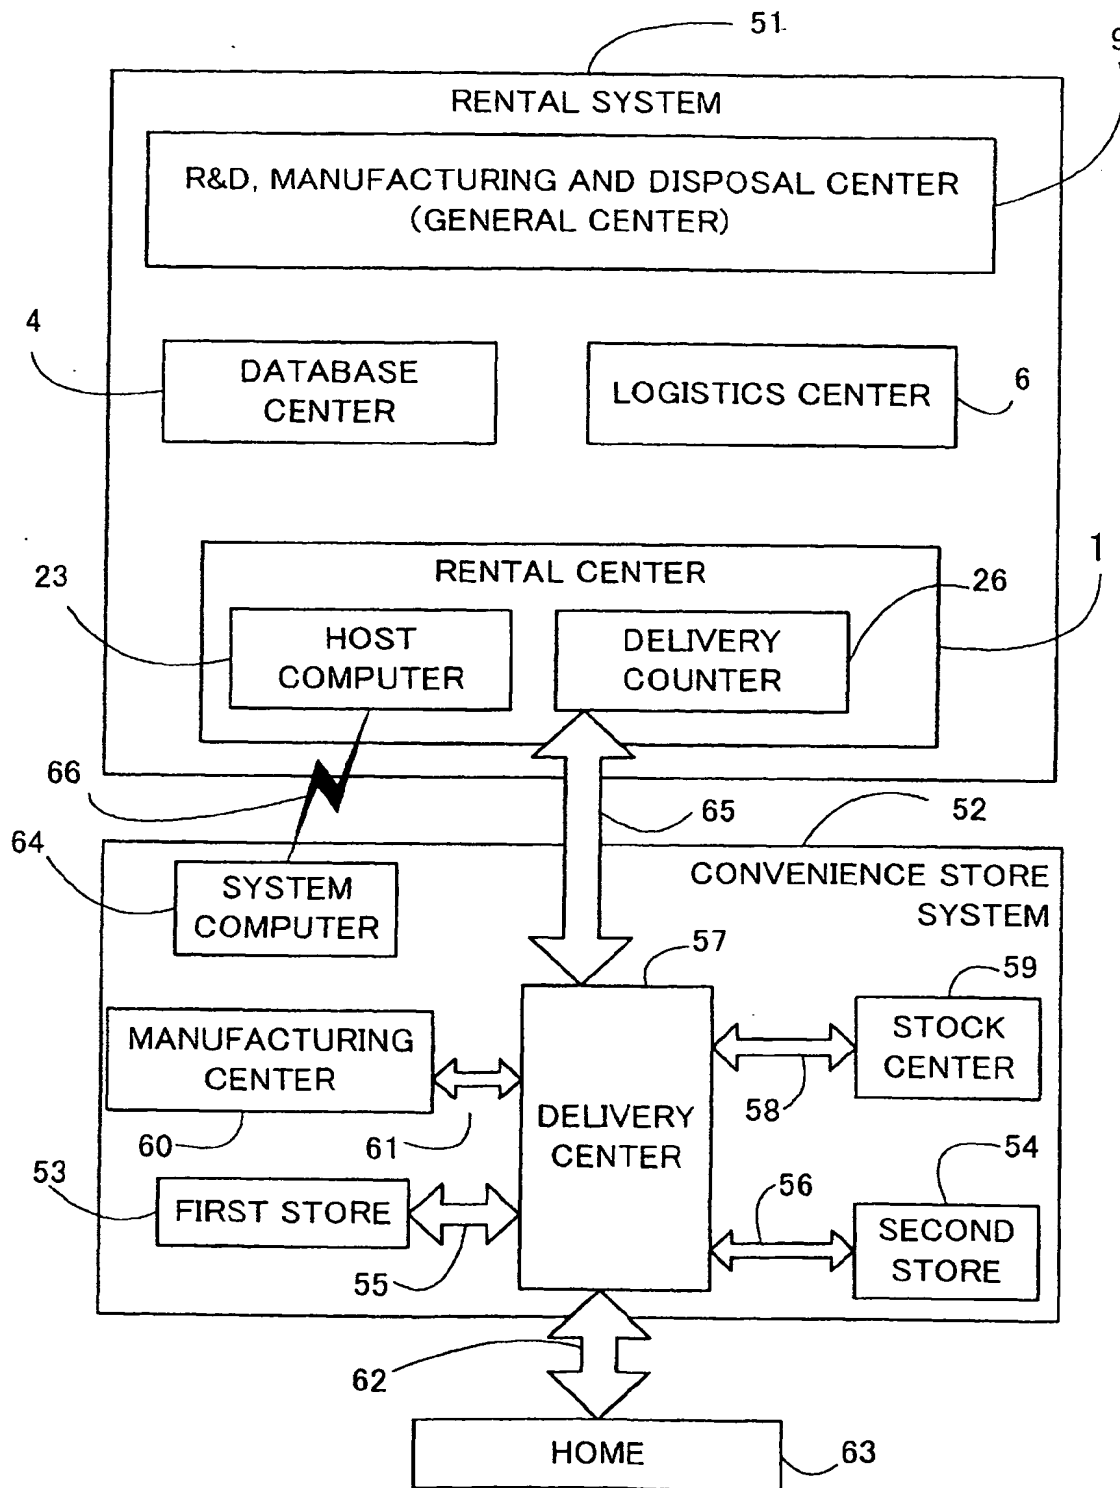 51
9
RENTAL SYSTEM
R&D, MANUFACTURING AND DISPOSAL CENTER
(GENERAL CENTER)
4
DATABASE
CENTER
LOGISTICS CENTER
6
1
RENTAL CENTER
23
26
HOST
COMPUTER
DELIVERY
COUNTER
66
65
52
64
SYSTEM
COMPUTER
CONVENIENCE STORE
SYSTEM
57
59
MANUFACTURING
CENTER
STOCK
CENTER
58
DELIVERY
CENTER
60
61
53
54
56
FIRST STORE
SECOND
STORE
55
62
HOME
63